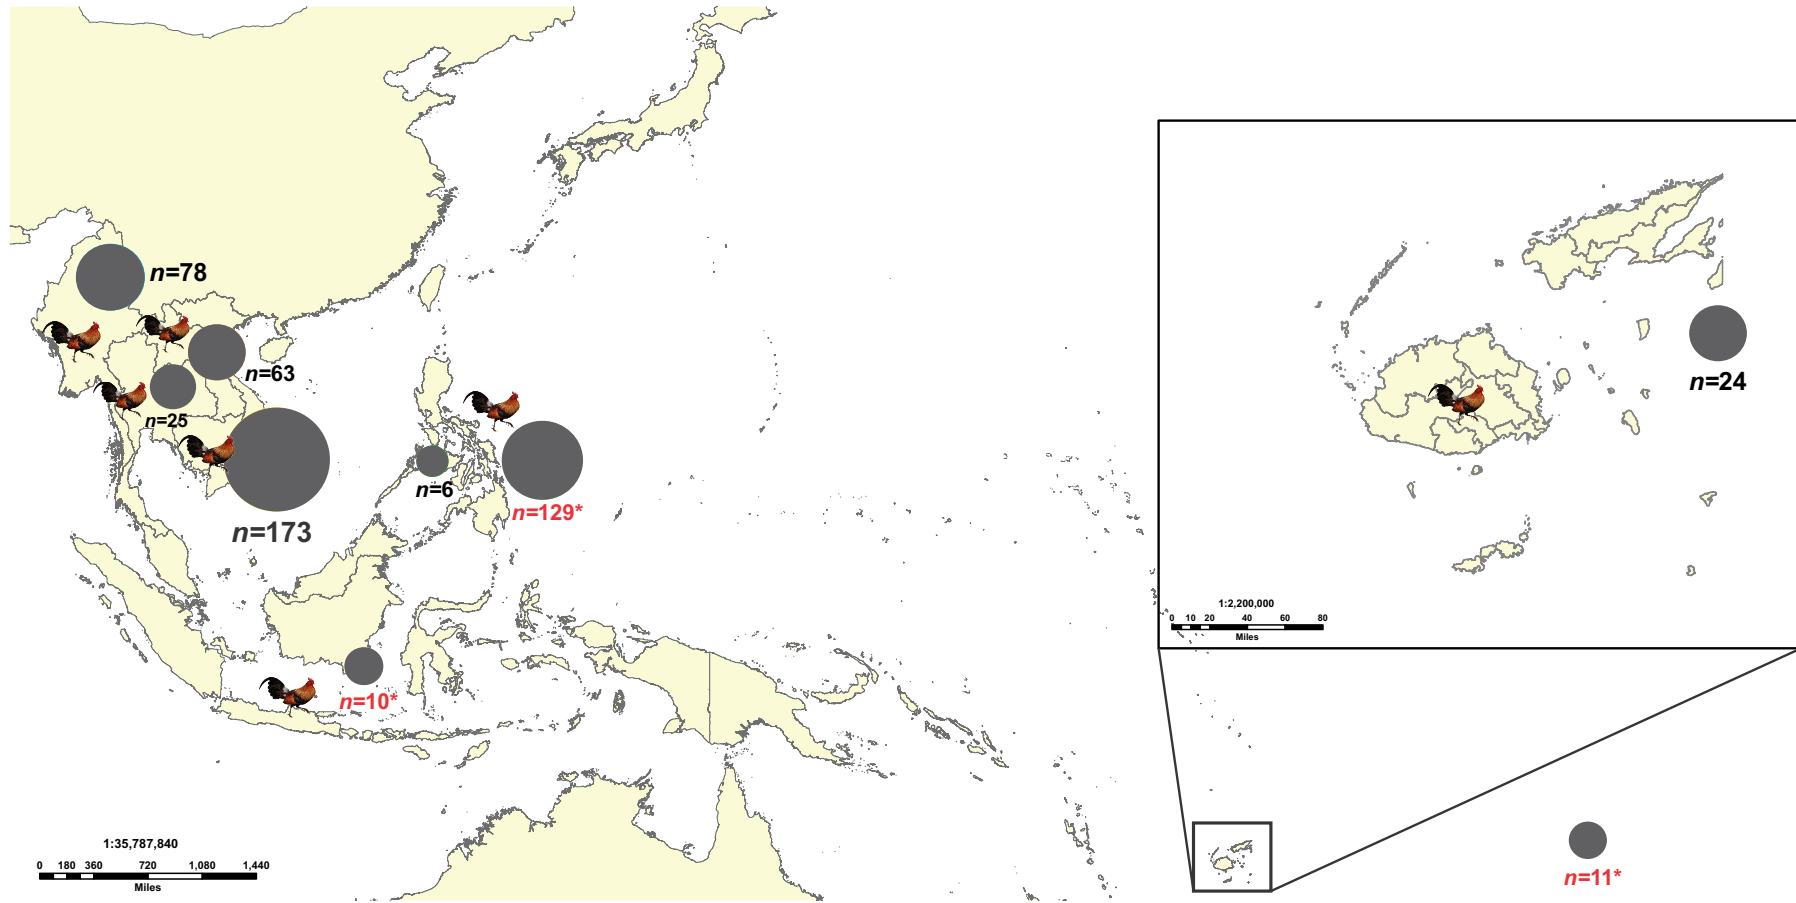 n=78
n=63
n=25
n=173
n=6
n=129*
n=10*
1:35,787,840
0 180 360 720 1,080 1,440
Miles
n=24
1:2,200,000
0 10 20 40 60 80
Miles
n=11*